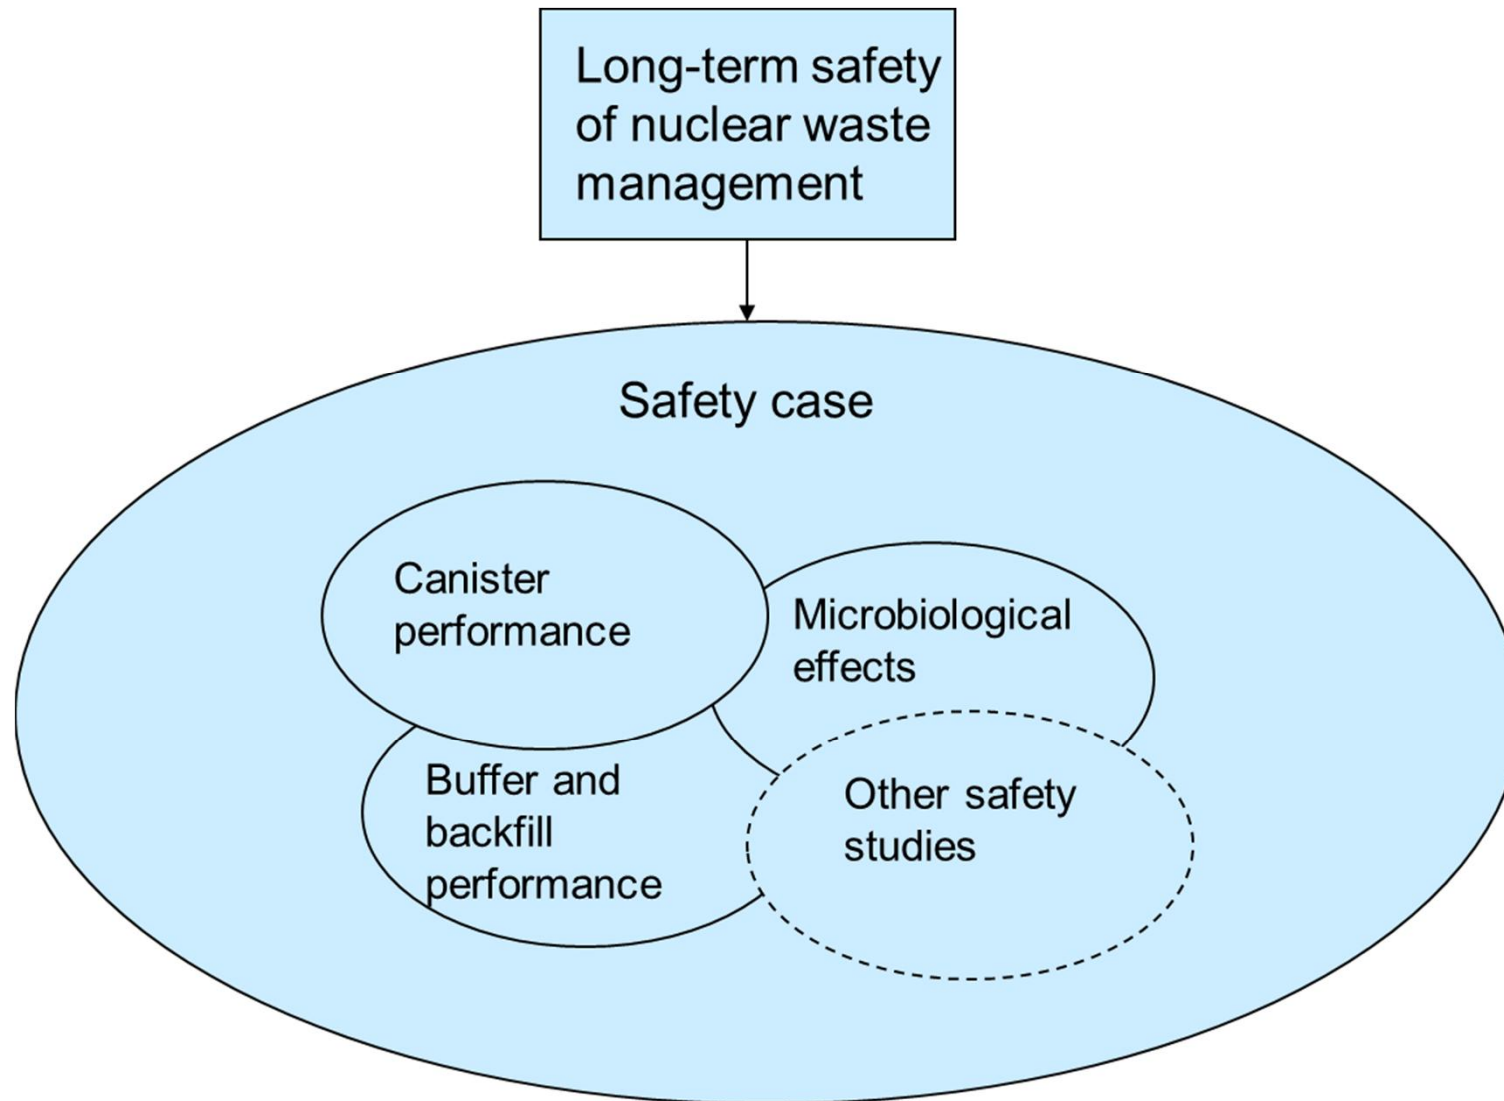 Long-term safety
of nuclear waste
management
Safety case
Canister
performance
Microbiological
effects
Buffer and
backfill
performance
Other safety
studies